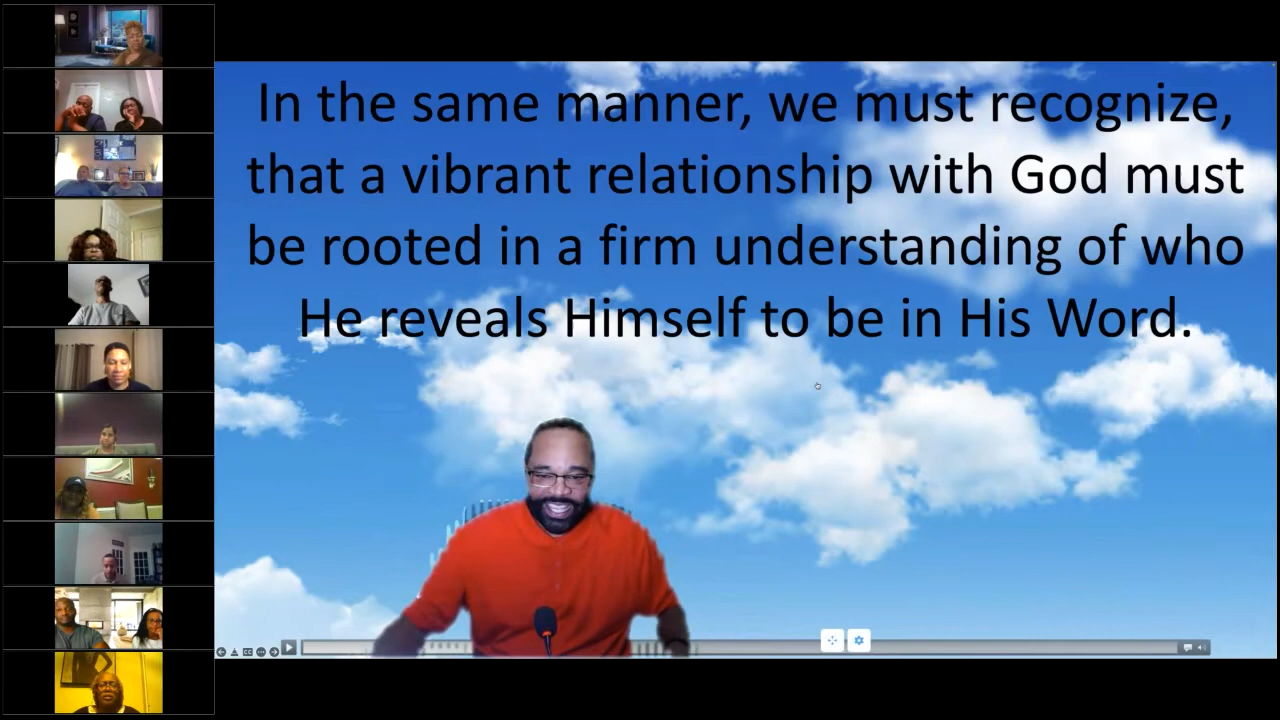 In the same manner, we must recognize,
that a vibrant relationship with God must
be rooted in a firm understanding of who
He reveals Himself to be in His Word.